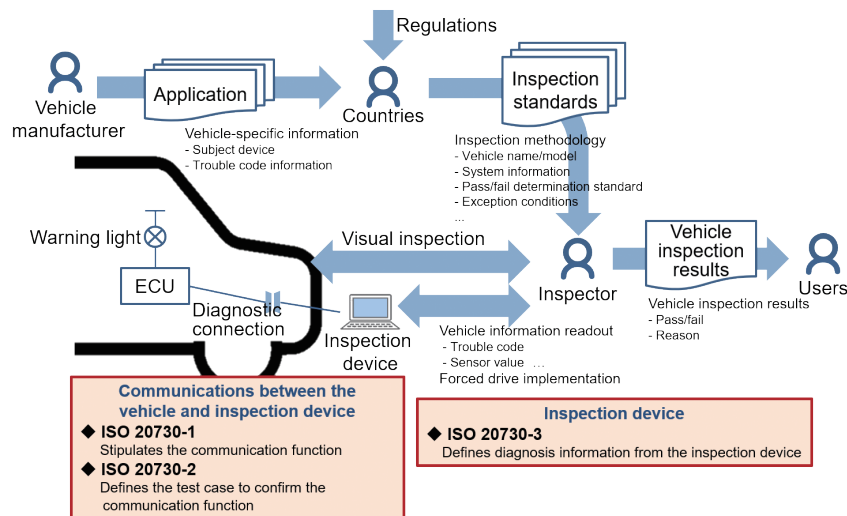 Regulations
Vehicle
manufacturer
Application
Countries
Inspection
standards
Vehicle-specific information
- Subject device
- Trouble code information
Inspection methodology
- Vehicle name/model
- System information
- Pass/fail determination standard
- Exception conditions
...
Warning light
ECU
Diagnostic
connection
Visual inspection
Inspection
device
Inspector
Vehicle
inspection
results
Users
Vehicle information readout
- Trouble code
- Sensor value ...
Forced drive implementation
Vehicle inspection results
- Pass/fail
- Reason
Communications between the
vehicle and inspection device
◆ ISO 20730-1
Stipulates the communication function
◆ ISO 20730-2
Defines the test case to confirm the
communication function
Inspection device
◆ ISO 20730-3
Defines diagnosis information from the inspection device